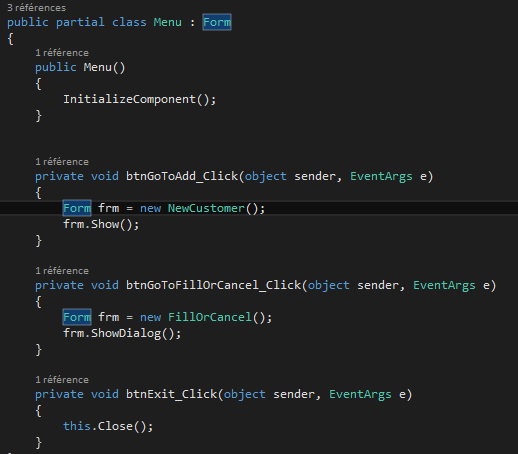 3 références
public partial class Menu : Form
{
1 référence
public Menu()
{
InitializeComponent();
}
1 référence
private void btnGoToAdd_Click(object sender, EventArgs e)
{
Form frm = new NewCustomer();
frm.Show();
}
1 référence
private void btnGoToFillOrCancel_Click(object sender, EventArgs e)
{
Form frm = new FillOrCancel();
frm.ShowDialog();
}
1 référence
private void btnExit_Click(object sender, EventArgs e)
{
this.Close();
}